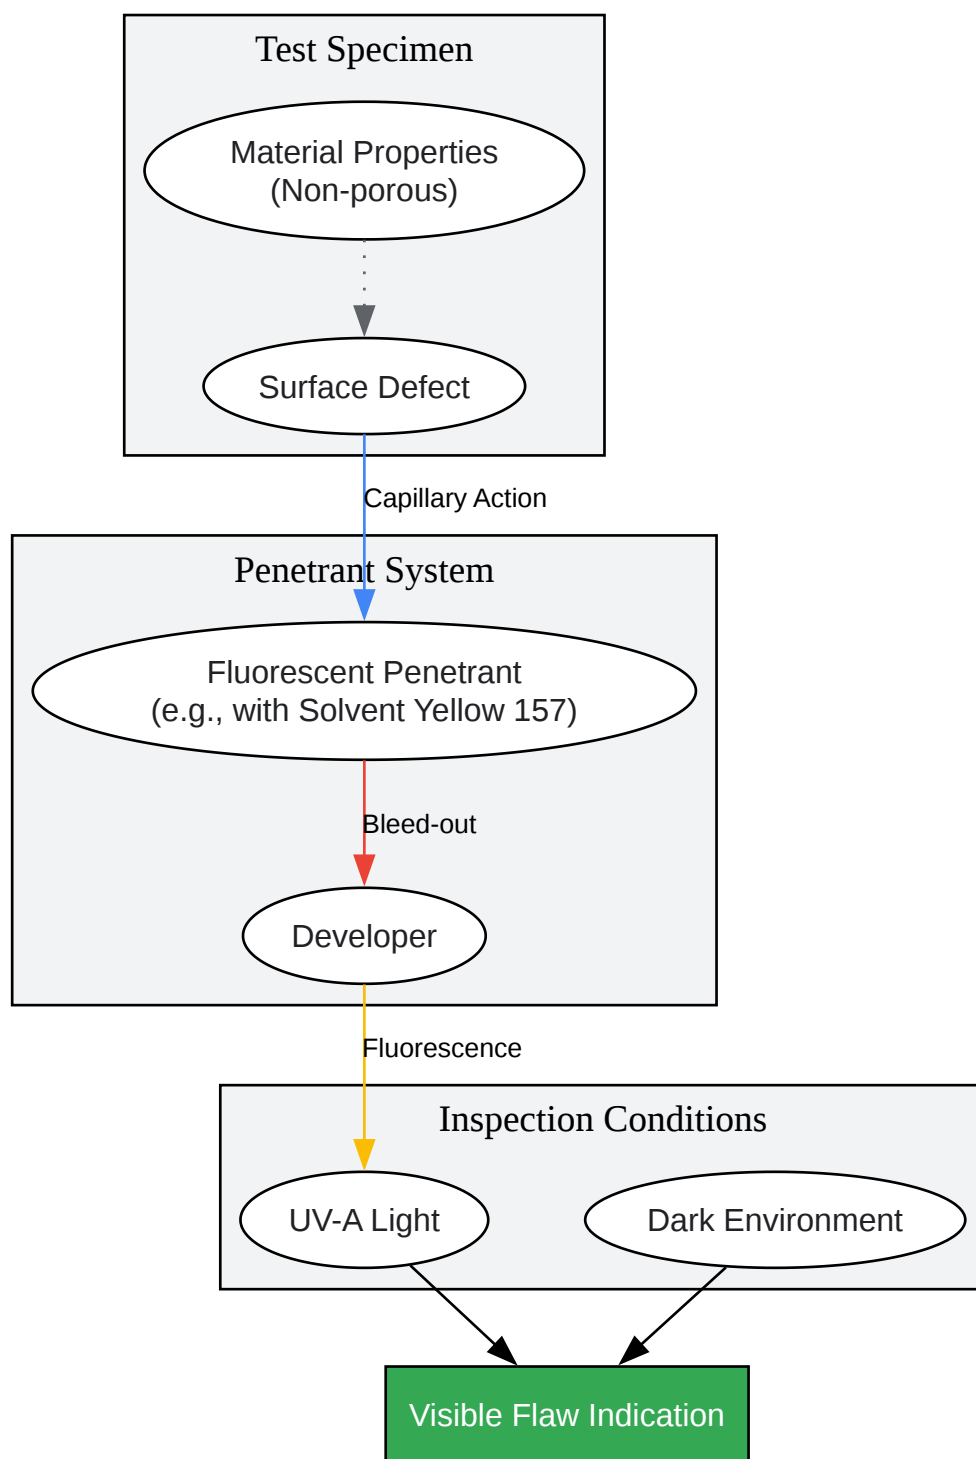 Test Specimen
Material Properties
(Non-porous)
Surface Defect
Capillary Action
Penetrant System
Fluorescent Penetrant
(e.g., with Solvent Yellow 157)
Bleed-out
Developer
Fluorescence
Inspection Conditions
UV-A Light
Dark Environment
Visible Flaw Indication